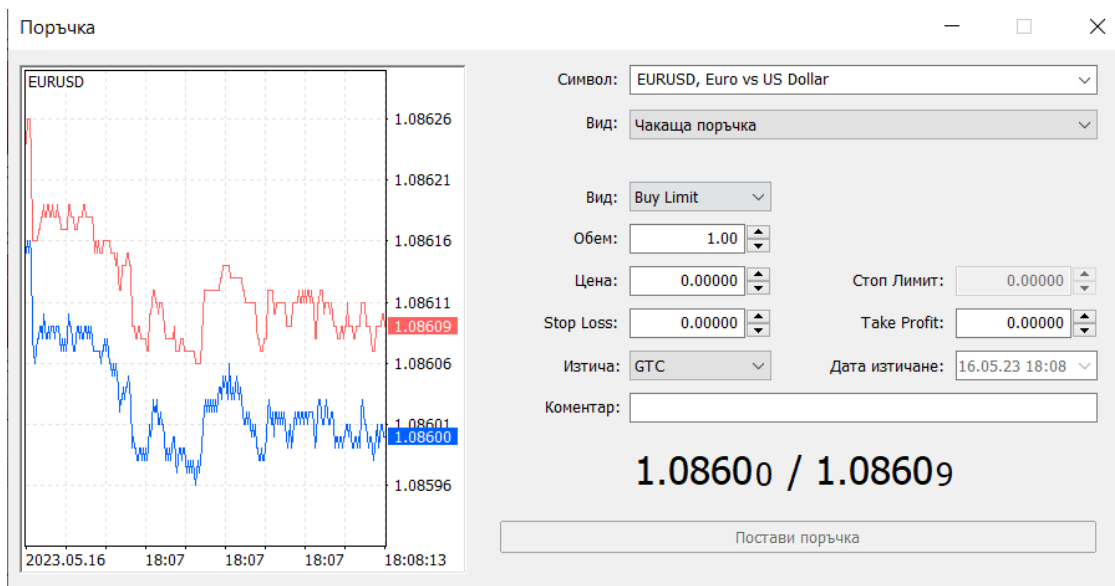 Поръчка
EURUSD
1.08626
1.08621
1.08616
1.08611
1.08609
1.08606
1.08601
1.08600
1.08596
2023.05.16 18:07 18:07 18:07 18:08:13
Символ: EURUSD, Euro vs US Dollar
Вид: Чакаща поръчка
Вид: Buy Limit
Обем: 1.00
Цена: 0.00000 Стоп Лимит: 0.00000
Stop Loss: 0.00000 Take Profit: 0.00000
Изтича: GTC Дата изтичане: 16.05.23 18:08
Коментар:
1.08600 / 1.08609
Постави поръчка